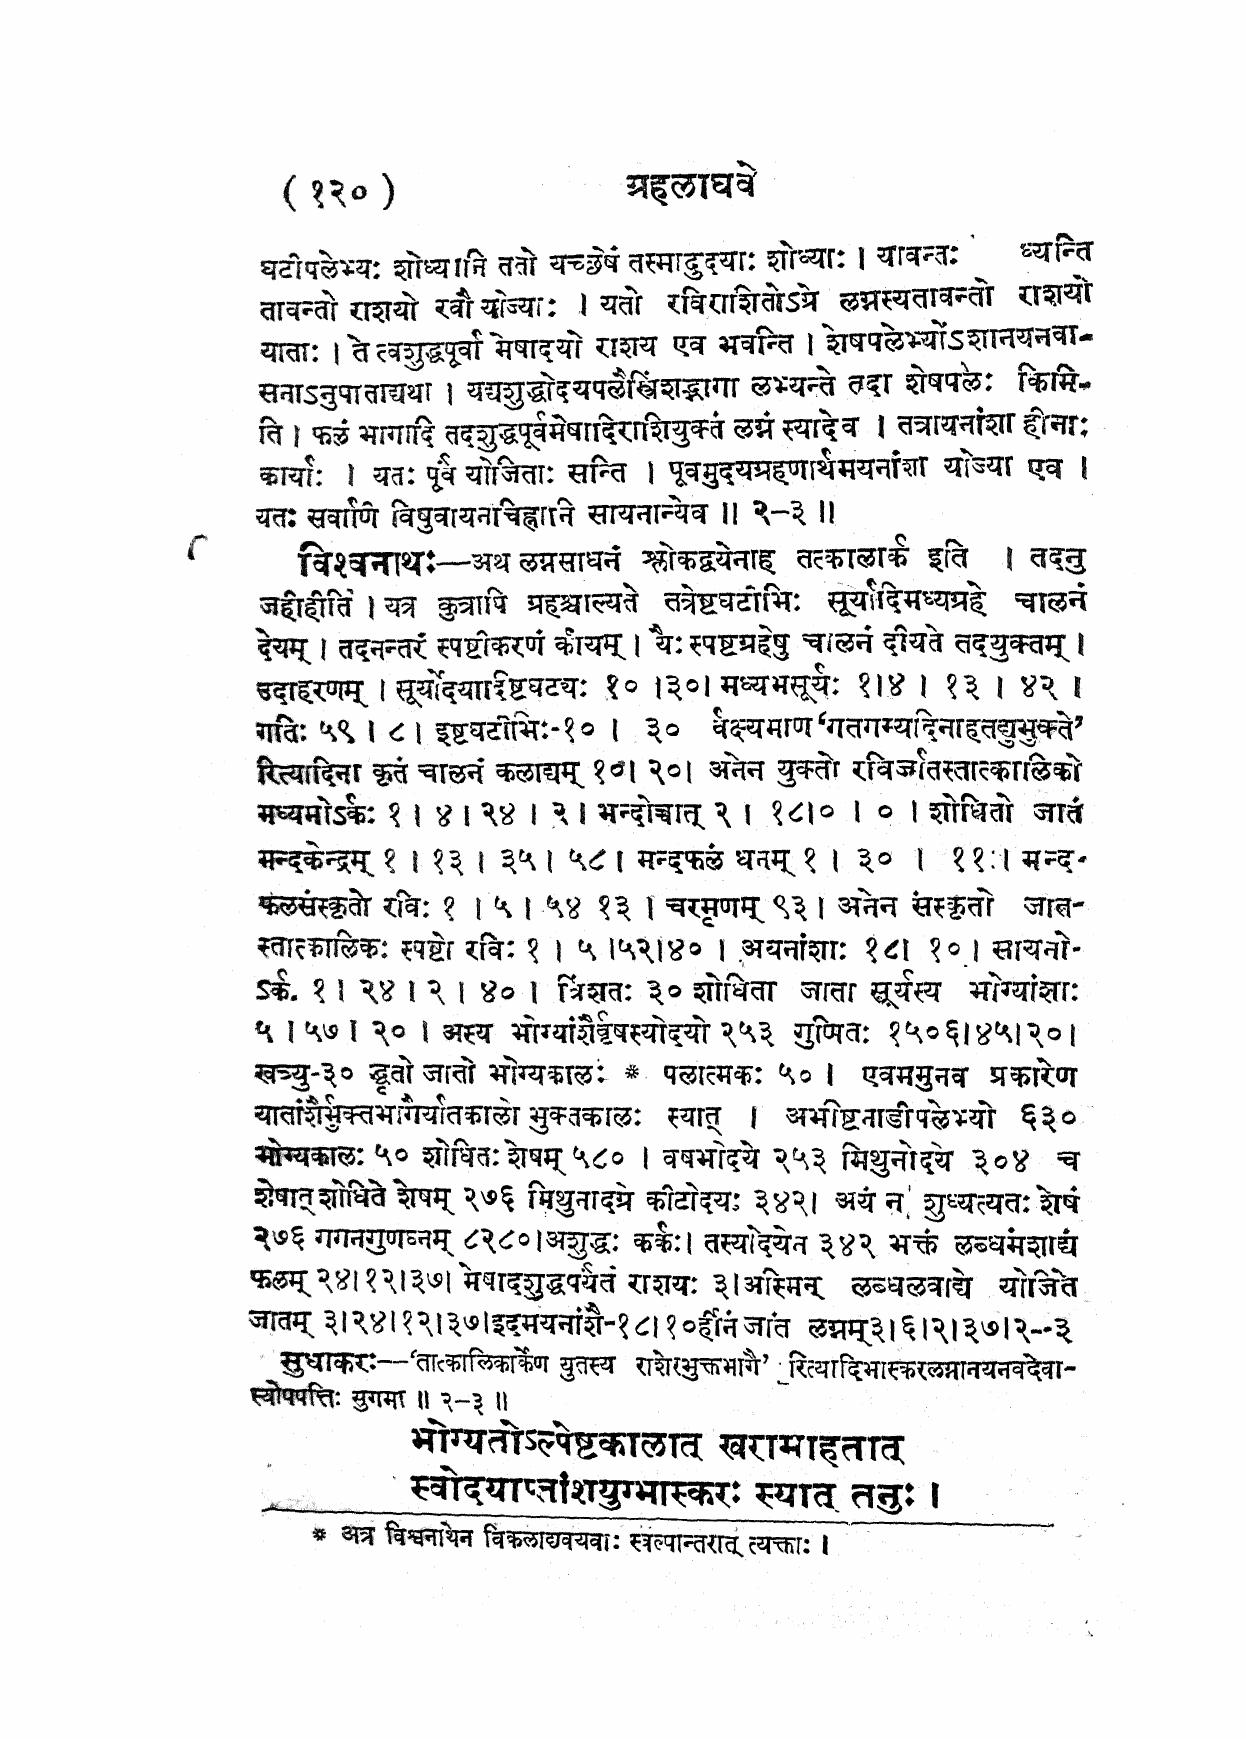 ( १२० ) ग्रहलाघवे
घटीपलेभ्यः शोध्यानि ततो यच्छेषं तस्मादुदयाः शोध्याः । यावन्तः ध्यन्ति
तावन्तो राशयो रवौ योज्याः । यतो रविराशितोऽग्रे लग्नस्यतावन्तो राशयो
याताः । ते त्वशुद्धपूर्वा मेषादयो राशय एव भवन्ति । शेषपलेभ्योंऽशानयनवा-
सनाऽनुपाताद्यथा । यद्यशुद्धोदयपलैस्त्रिंशद्भागा लभ्यन्ते तदा शेषपलेः किमि-
ति । फलं भागादि तदशुद्धपूर्वमेषादिराशियुक्तं लग्नं स्यादेव । तत्रायनांशा हीनाः
कार्याः । यतः पूर्वं योजिताः सन्ति । पूवमुदयग्रहणार्थमयनांशा योज्या एव ।
यतः सर्वाणि विषुवायनाचिह्नानि सायनान्येव ॥ २–३ ॥
विश्वनाथः—अथ लग्नसाधनं श्लोकद्वयेनाह तत्कालार्क इति । तदनु
जहीहीति । यत्र कुत्रापि ग्रहश्चाल्यते तत्रेष्टघटीभिः सूर्यादिमध्यग्रहे चालनं
देयम् । तदनन्तरं स्पष्टीकरणं कायम् । यैः स्पष्टग्रहेषु चालनं दीयते तदयुक्तम् ।
उदाहरणम् । सूर्योदयादिष्टघट्यः १० ।३०। मध्यभसूर्यः १।४ । १३ । ४२ ।
गतिः ५९ । ८ । इष्टघटीभिः-१० । ३० र्वक्ष्यमाण ‘गतगम्यदिनाहतद्युभुक्ते’
रित्यादिना कृतं चालनं कलाद्यम् १०। २०। अनेन युक्तो रविर्जातस्तात्कालिको
मध्यमोऽर्कः १ । ४ । २४ । २ । भन्दोच्चात् २ । १८।० । ० । शोधितो जातं
मन्दकेन्द्रम् १ । १३ । ३५ । ५८ । मन्दफलं धतम् १ । ३० । ११ः। मन्द-
फलसंस्कृतो रविः १ । ५ । ५४ १३ । चरमृणम् ९३ । अनेन संस्कृतो जात-
स्तात्कालिकः स्पष्टो रविः १ । ५ ।५२।४० । अयनांशाः १८। १० । सायनो-
ऽर्क. १ । २४ । २ । ४० । त्रिंशतः ३० शोधिता जाता सूर्यस्य भोग्यांशाः
५ । ५७ । २० । अस्य भोग्यांशैर्वृषस्योदयो २५३ गुणितः १५०६।४५।२०।
खत्र्यु-३० द्धृतो जातो भोग्यकालः * पलात्मकः ५० । एवममुनव प्रकारेण
यातांशैर्भुक्तभागैर्यातकालो भुक्तकालः स्यात् । अभीष्टनाडीपलेभ्यो ६३०
भोग्यकालः ५० शोधितः शेषम् ५८० । वषभोदये २५३ मिथुनोदये ३०४ च
शेषात् शोधिते शेषम् २७६ मिथुनादग्रे कीटोदयः ३४२। अयं न शुध्यत्यतः शेषं
२७६ गगनगुणघ्नम् ८२८०।अशुद्धः कर्कः। तस्योदयेन ३४२ भक्तं लब्धमंशाद्यं
फलम् २४।१२।३७। मेषादशुद्धपर्यतं राशयः ३।अस्मिन् लब्धलवाद्ये योजिते
जातम् ३।२४।१२।३७।इदमयनांशै-१८।१०र्हीनं जातं लग्नम्३।६।२।३७।२--३
सुधाकरः—‘तात्कालिकार्केण युतस्य राशेरभुक्तभागै’ रित्यादिभास्करलग्नानयनवदेवा-
स्योपपत्तिः सुगमा ॥ २–३ ॥
भोग्यतोऽल्पेष्टकालात् खरामाहतात्
स्वोदयाप्तांशयुग्भास्करः स्यात् तनुः ।
* अत्र विश्वनाथेन विकलाद्यवयवाः स्वल्पान्तरात् त्यक्ताः ।